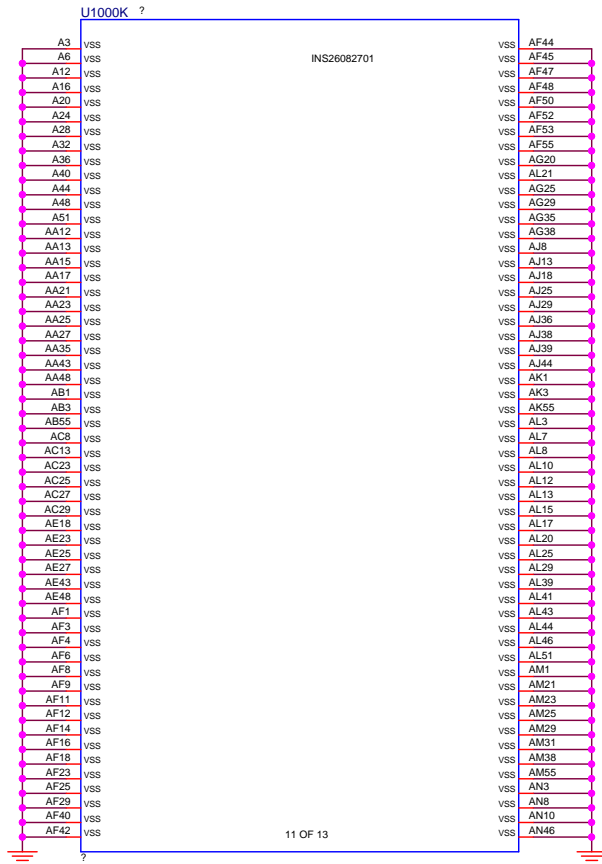 U1000K ?
A3 VSS VSS AF44
A6 VSS INS26082701 VSS AF45
A12 VSS VSS AF47
A16 VSS VSS AF48
A20 VSS VSS AF50
A24 VSS VSS AF52
A28 VSS VSS AF53
A32 VSS VSS AF55
A36 VSS VSS AG20
A40 VSS VSS AL21
A44 VSS VSS AG25
A48 VSS VSS AG29
A51 VSS VSS AG35
AA12 VSS VSS AG38
AA13 VSS VSS AJ8
AA15 VSS VSS AJ13
AA17 VSS VSS AJ18
AA21 VSS VSS AJ25
AA23 VSS VSS AJ29
AA25 VSS VSS AJ36
AA27 VSS VSS AJ38
AA35 VSS VSS AJ39
AA43 VSS VSS AJ44
AA48 VSS VSS AK1
AB1 VSS VSS AK3
AB3 VSS VSS AK55
AB55 VSS VSS AL3
AC8 VSS VSS AL7
AC13 VSS VSS AL8
AC23 VSS VSS AL10
AC25 VSS VSS AL12
AC27 VSS VSS AL13
AC29 VSS VSS AL15
AE18 VSS VSS AL17
AE23 VSS VSS AL20
AE25 VSS VSS AL25
AE27 VSS VSS AL29
AE43 VSS VSS AL39
AE48 VSS VSS AL41
AF1 VSS VSS AL43
AF3 VSS VSS AL44
AF4 VSS VSS AL46
AF6 VSS VSS AL51
AF8 VSS VSS AM1
AF9 VSS VSS AM21
AF11 VSS VSS AM23
AF12 VSS VSS AM25
AF14 VSS VSS AM29
AF16 VSS VSS AM31
AF18 VSS VSS AM38
AF23 VSS VSS AM55
AF25 VSS VSS AN3
AF29 VSS VSS AN8
AF40 VSS VSS AN10
AF42 VSS 11 OF 13 VSS AN46
?